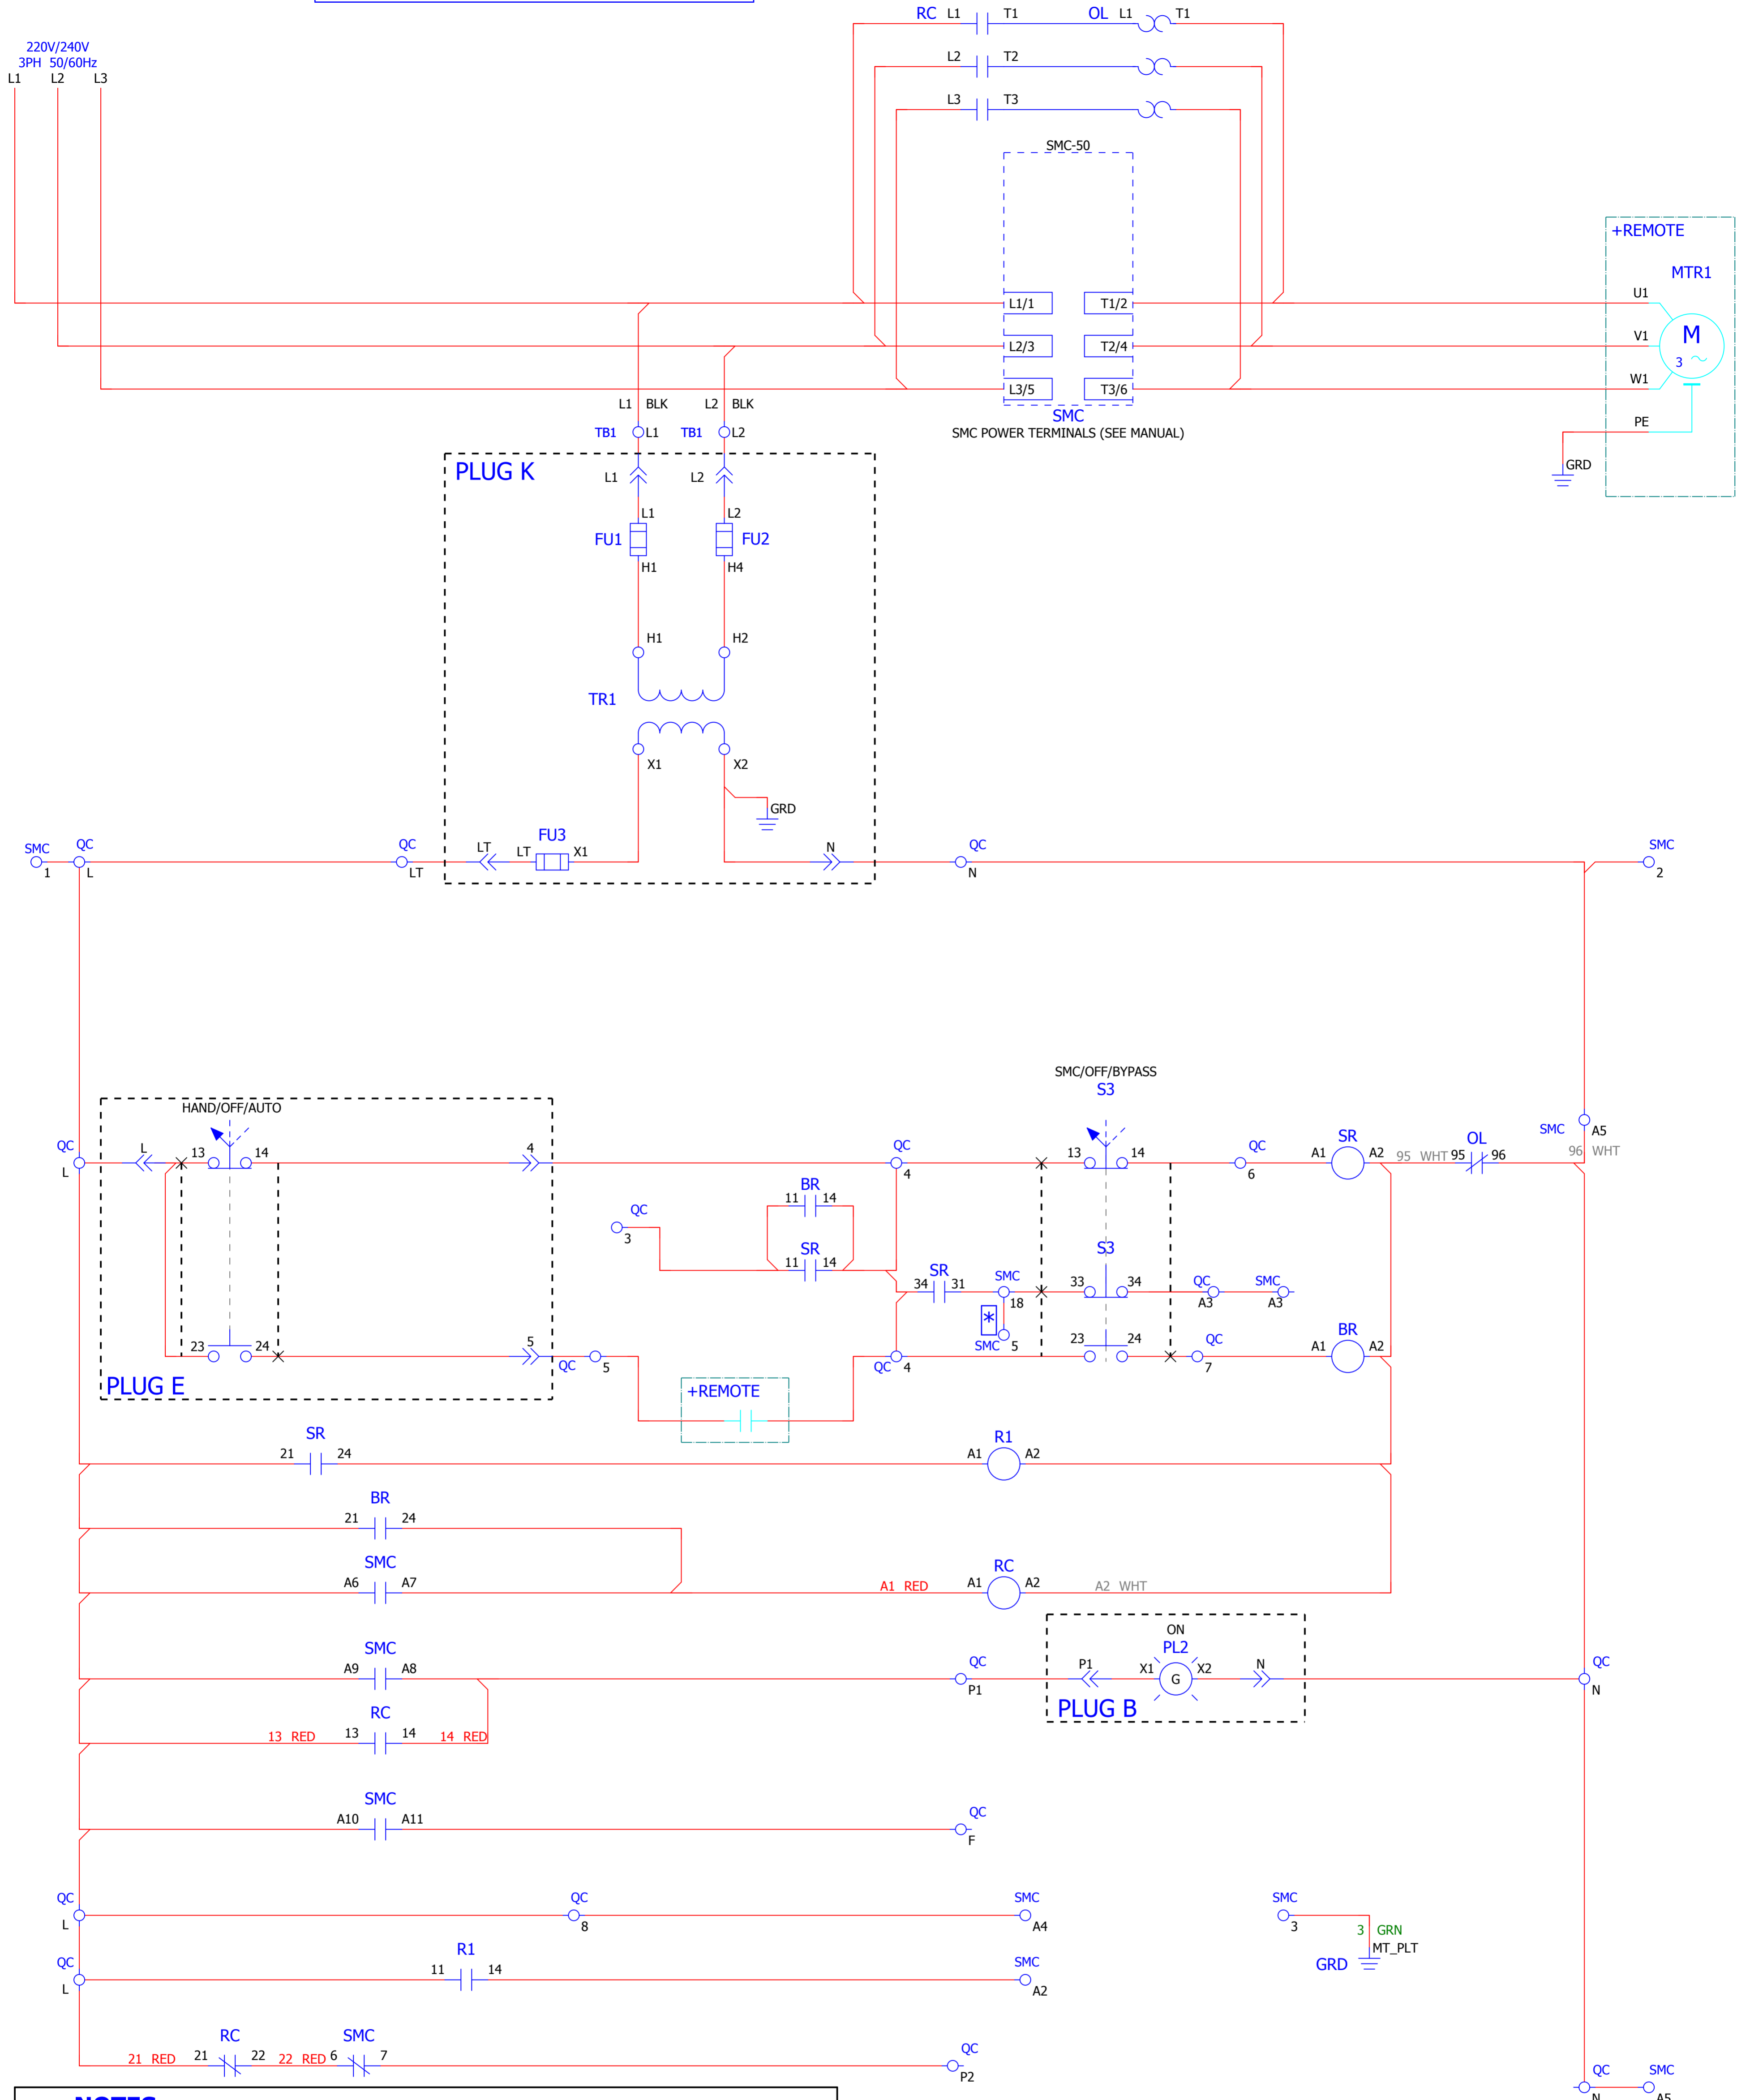 RC L1 T1 OL L1 T1
220V/240V
3PH 50/60Hz
L1 L2 L3
L2 T2
L3 T3
SMC-50
+REMOTE
MTR1
L1/1 T1/2 U1
M
3
L2/3 T2/4 V1
L3/5 T3/6 W1
SMC
SMC POWER TERMINALS (SEE MANUAL)
L1 BLK L2 BLK
PE
TB1 L1 TB1 L2
GRD
PLUG K
L1 L2
L1 L2
FU1 FU2
H1 H4
H1 H2
TR1
X1 X2
GRD
FU3
SMC QC QC LT LT X1 N QC SMC
1 L LT N 2
SMC/OFF/BYPASS
S3
HAND/OFF/AUTO
QC L 13 14 4 QC 13 14 QC SR OL SMC A5
L 4 6 A1 A2 95 WHT 95 96 96 WHT
BR
11 14
QC
3
SR
11 14
S3
SR
34 31 SMC 33 34 QC SMC
18 A3 A3
*
SMC 5
23 24 5 QC 5 QC 4 23 24 QC 7 BR A1 A2
PLUG E
+REMOTE
SR
21 24 R1 A1 A2
BR
21 24
SMC
A6 A7 A1 RED RC A1 A2 A2 WHT
ON
PL2
SMC
A9 A8 QC P1 P1 X1 G X2 N QC N
PLUG B
RC
13 RED 13 14 14 RED
SMC
A10 A11 QC F
QC L QC 8 SMC A4 SMC 3
3 GRN
MT_PLT
GRD
QC L R1 11 14 SMC A2
RC SMC
21 RED 21 22 22 RED 6 7 QC P2
QC SMC
N A5
NOTES